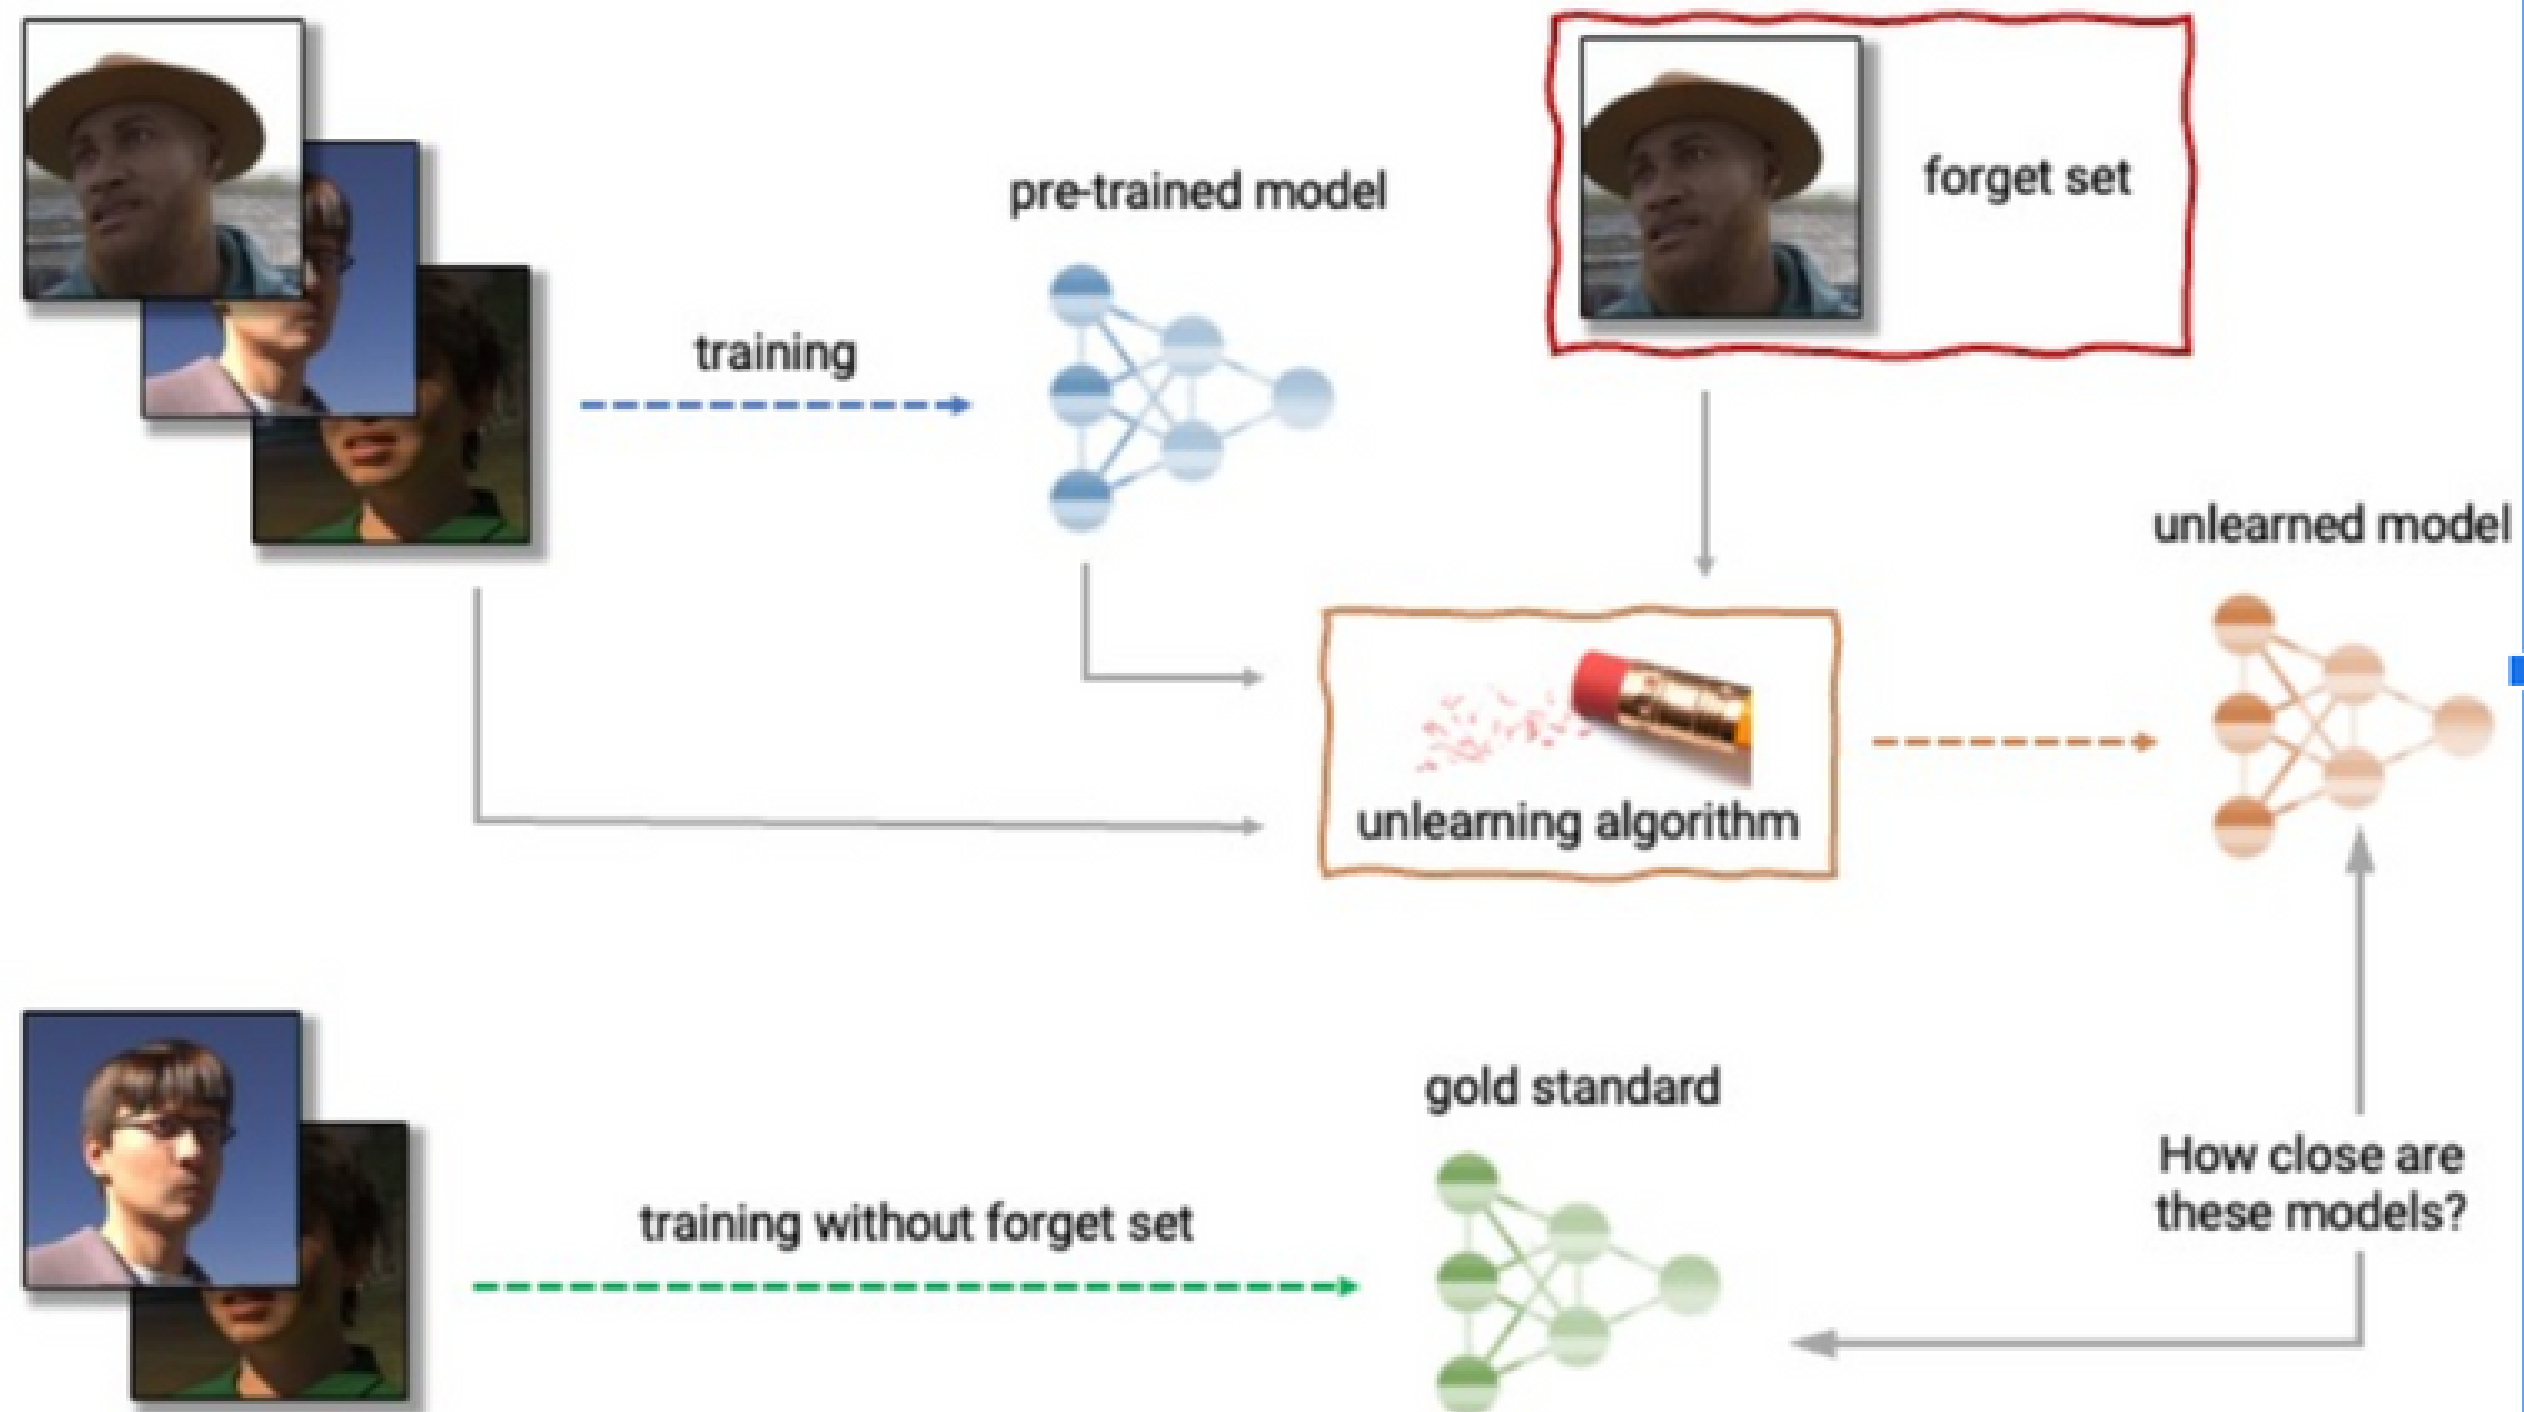 forget set
pre-trained model
training
unlearned model
unlearning algorithm
gold standard
How close are
these models?
training without forget set